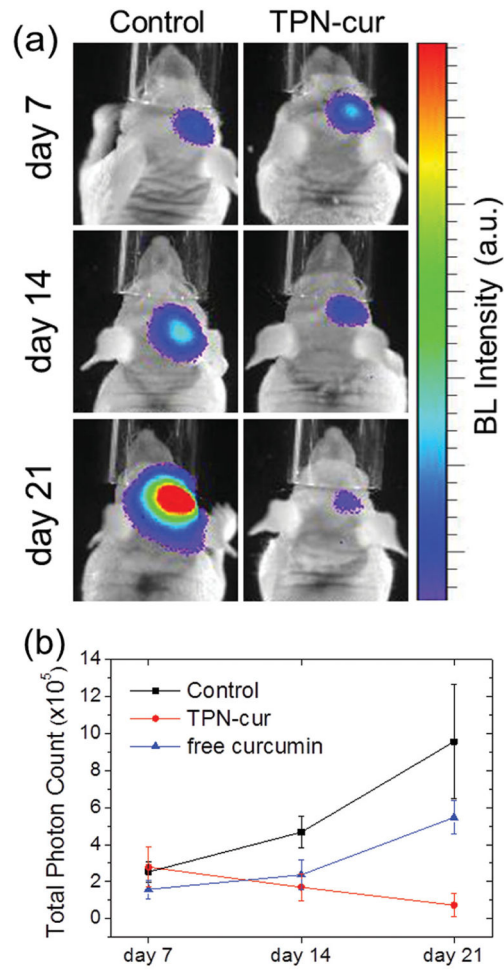 (a)
Control TPN-cur
day 7
day 14
day 21
BL Intensity (a.u.)
(b)
Total Photon Count (x10⁵)
14
12
10
8
6
4
2
0
Control
TPN-cur
free curcumin
day 7 day 14 day 21